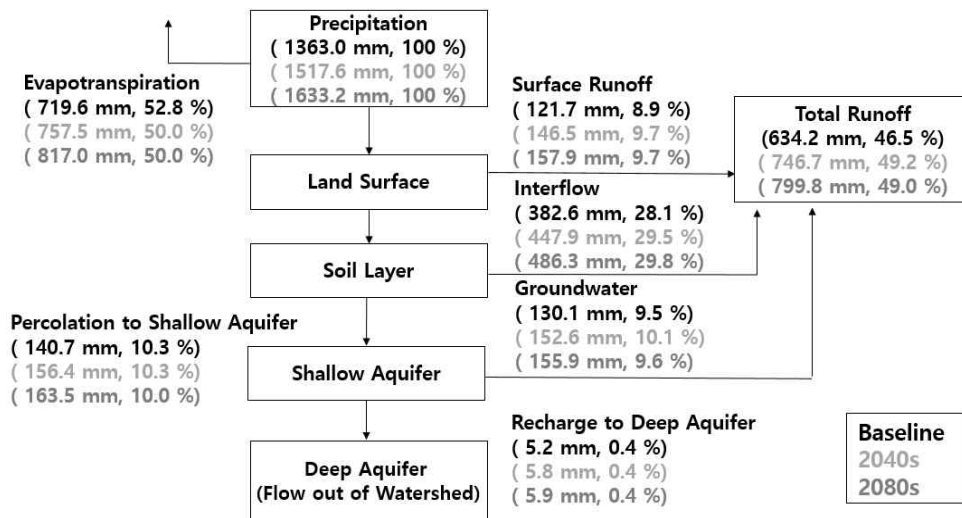 Precipitation
( 1363.0 mm, 100 %)
( 1517.6 mm, 100 %)
( 1633.2 mm, 100 %)
Evapotranspiration
( 719.6 mm, 52.8 %)
( 757.5 mm, 50.0 %)
( 817.0 mm, 50.0 %)
Surface Runoff
( 121.7 mm, 8.9 %)
( 146.5 mm, 9.7 %)
( 157.9 mm, 9.7 %)
Total Runoff
(634.2 mm, 46.5 %)
( 746.7 mm, 49.2 %)
( 799.8 mm, 49.0 %)
Land Surface
Interflow
( 382.6 mm, 28.1 %)
( 447.9 mm, 29.5 %)
( 486.3 mm, 29.8 %)
Soil Layer
Groundwater
( 130.1 mm, 9.5 %)
( 152.6 mm, 10.1 %)
( 155.9 mm, 9.6 %)
Percolation to Shallow Aquifer
( 140.7 mm, 10.3 %)
( 156.4 mm, 10.3 %)
( 163.5 mm, 10.0 %)
Shallow Aquifer
Recharge to Deep Aquifer
( 5.2 mm, 0.4 %)
( 5.8 mm, 0.4 %)
( 5.9 mm, 0.4 %)
Deep Aquifer
(Flow out of Watershed)
Baseline
2040s
2080s